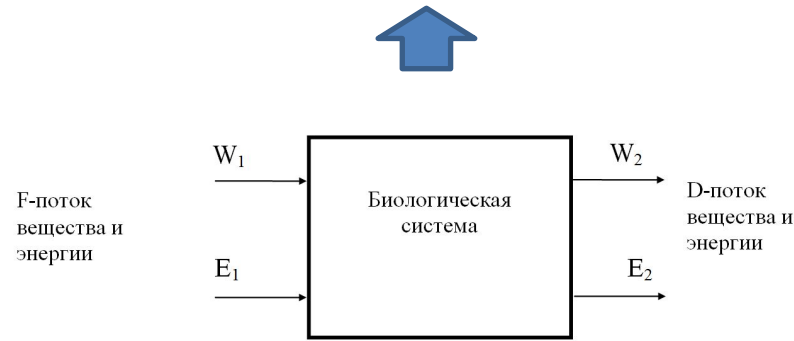 W₁
W₂
F-поток
вещества и
энергии
Биологическая
система
D-поток
вещества и
энергии
E₁
E₂